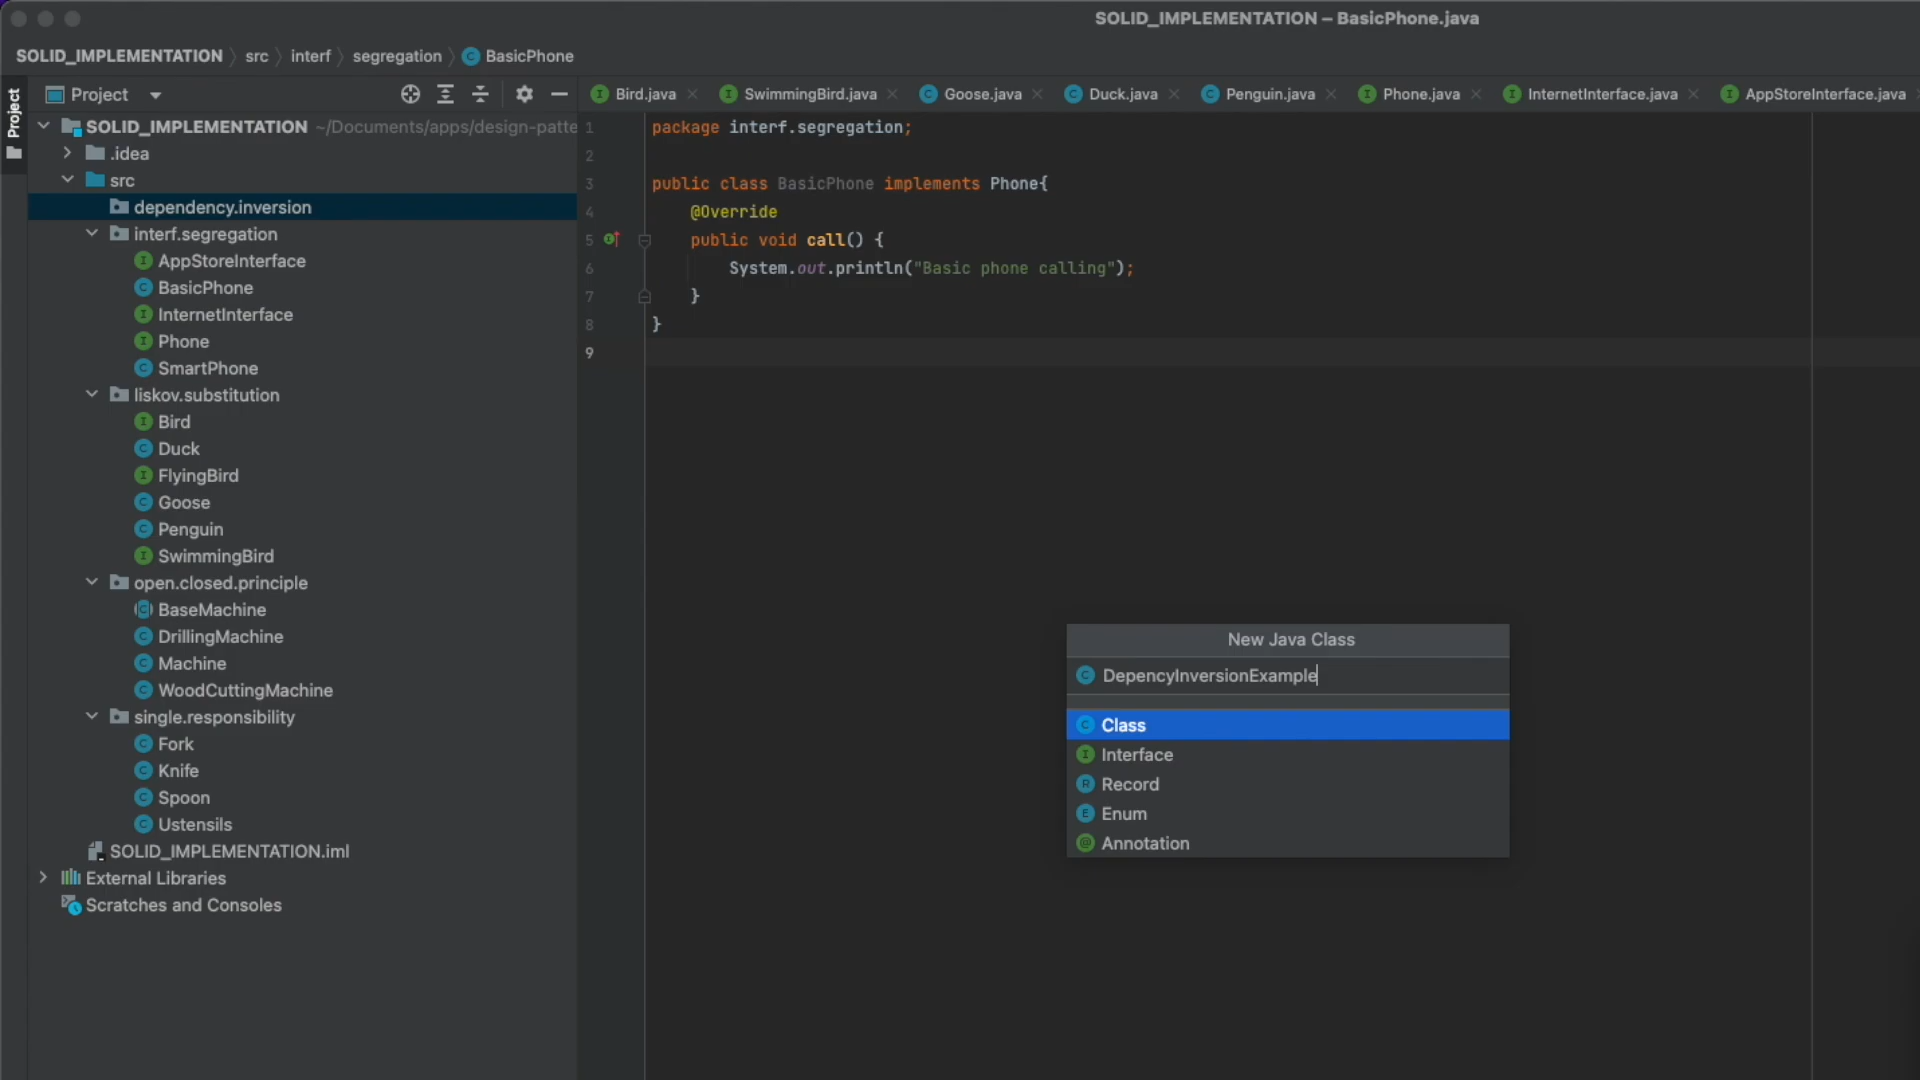 SOLID_IMPLEMENTATION – BasicPhone.java
SOLID_IMPLEMENTATION src interf segregation BasicPhone
Project
Project
Bird.java SwimmingBird.java Goose.java Duck.java Penguin.java Phone.java InternetInterface.java AppStoreInterface.java
SOLID_IMPLEMENTATION ~/Documents/apps/design-patte
.idea
src
dependency.inversion
interf.segregation
AppStoreInterface
BasicPhone
InternetInterface
Phone
SmartPhone
liskov.substitution
Bird
Duck
FlyingBird
Goose
Penguin
SwimmingBird
open.closed.principle
BaseMachine
DrillingMachine
Machine
WoodCuttingMachine
single.responsibility
Fork
Knife
Spoon
Ustensils
SOLID_IMPLEMENTATION.iml
External Libraries
Scratches and Consoles
1 package interf.segregation;
2
3 public class BasicPhone implements Phone{
4 @Override
5 public void call() {
6 System.out.println("Basic phone calling");
7 }
8 }
9
New Java Class
DepencyInversionExample
Class
Interface
Record
Enum
Annotation